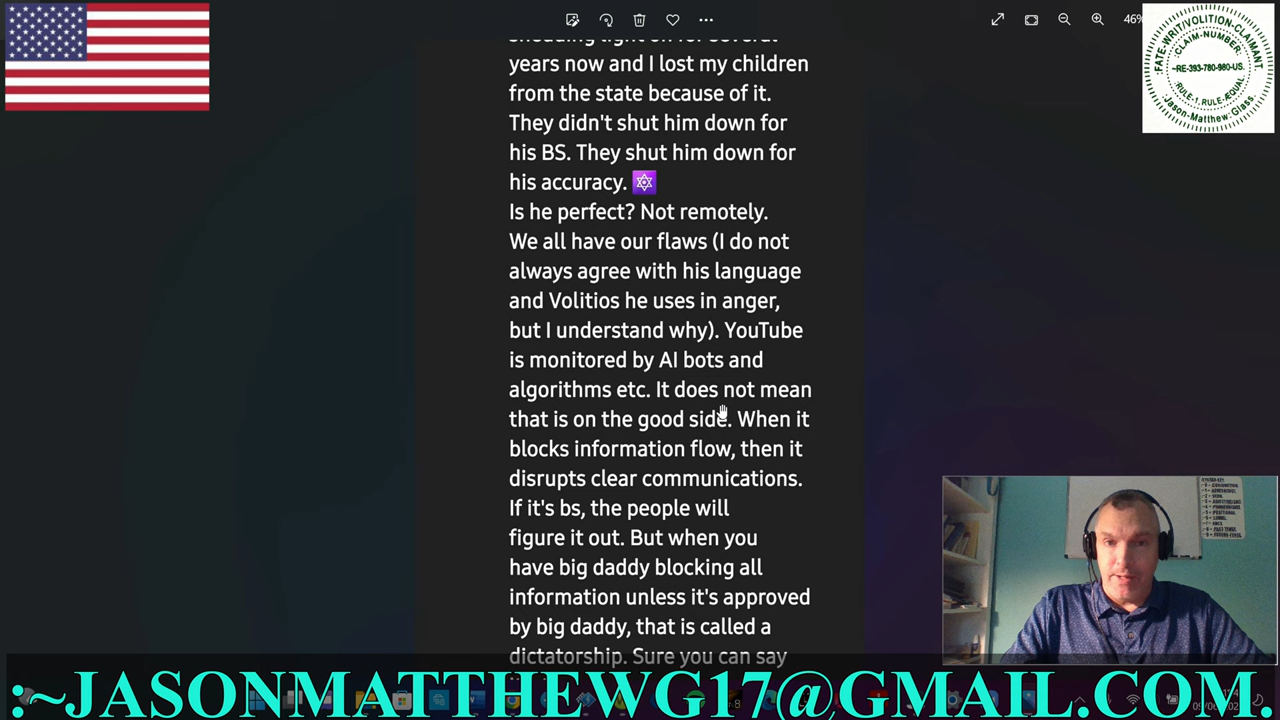 46%
shedding light on for several
years now and I lost my children
from the state because of it.
They didn't shut him down for
his BS. They shut him down for
his accuracy. 🔯
Is he perfect? Not remotely.
We all have our flaws (I do not
always agree with his language
and Volitios he uses in anger,
but I understand why). YouTube
is monitored by AI bots and
algorithms etc. It does not mean
that is on the good side. When it
blocks information flow, then it
disrupts clear communications.
If it's bs, the people will
figure it out. But when you
have big daddy blocking all
information unless it's approved
by big daddy, that is called a
dictatorship. Sure you can say
:FATE-WRIT/VOLITION-CLAIMANT.
:CLAIM-NUMBER:
~RE-393-780-980-US.
:RULE-1.RULE-ÆQUAL.
:Jason-Matthew: Glass.
:~JASONMATTHEWG17@GMAIL.COM.